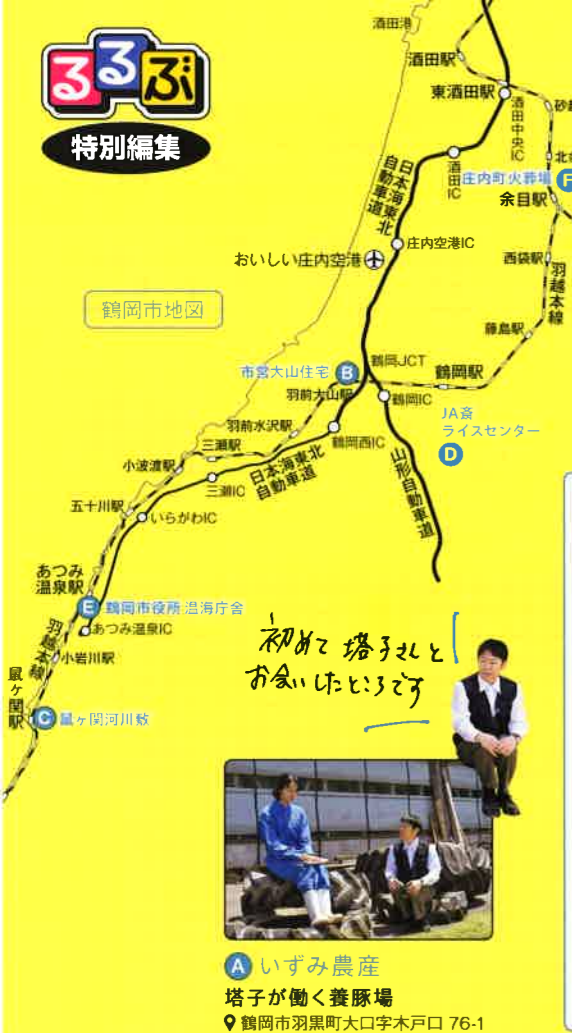 るるぶ
特別編集
鶴岡市地図
酒田港
酒田駅
東酒田駅
酒田中央IC
砂越
酒田IC
庄内町火葬場
F
余目駅
日本海東北
自動車道
庄内空港IC
おいしい庄内空港
西袋駅
羽越本線
藤島駅
市営大山住宅 B
鶴岡JCT
鶴岡駅
羽前大山駅
鶴岡IC
JA斎
ライスセンター
D
羽前水沢駅
鶴岡西IC
三瀬駅
小波渡駅
日本海東北
自動車道
山形自動車道
三瀬IC
五十川駅
いらがわIC
あつみ
温泉駅
E 鶴岡市役所 温海庁舎
あつみ温泉IC
羽越本線
小岩川駅
鼠ヶ関駅
C 鼠ヶ関河川敷
初めて 塔子さんと
お会いしたところです
A いずみ農産
塔子が働く養豚場
鶴岡市羽黒町大口字木戸口 76-1